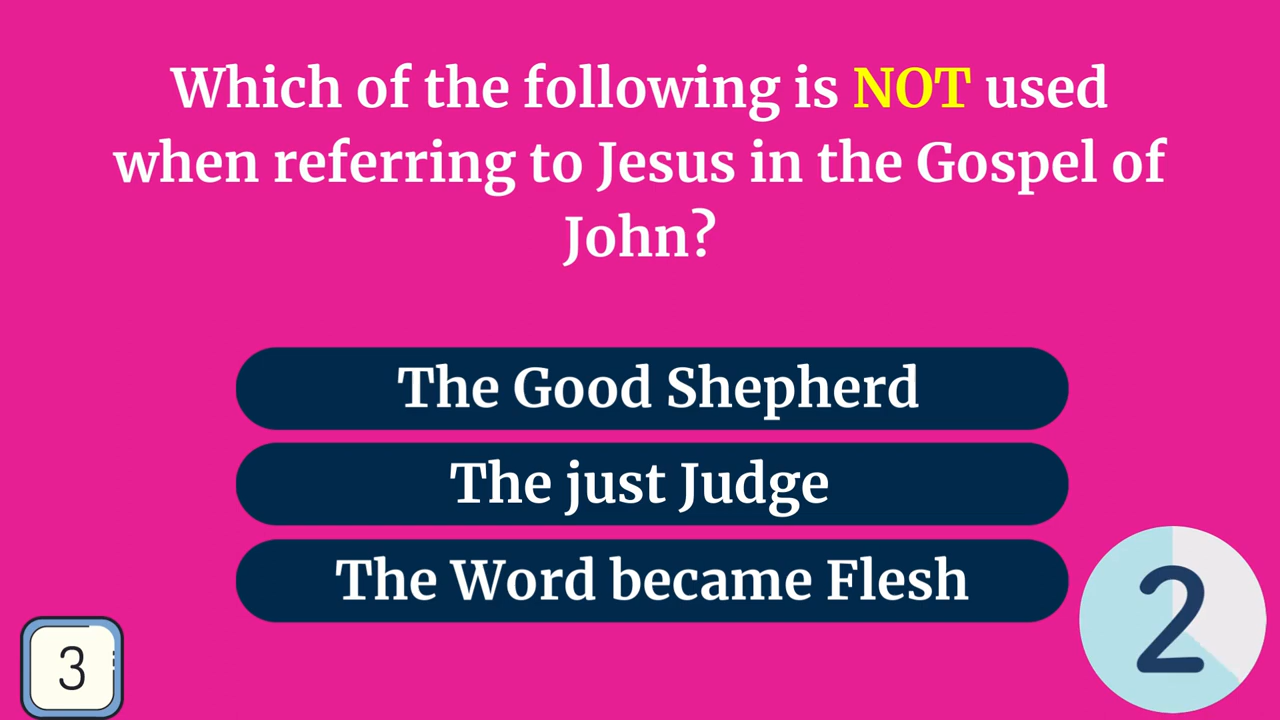 Which of the following is NOT used
when referring to Jesus in the Gospel of
John?
The Good Shepherd
The just Judge
The Word became Flesh
3
2